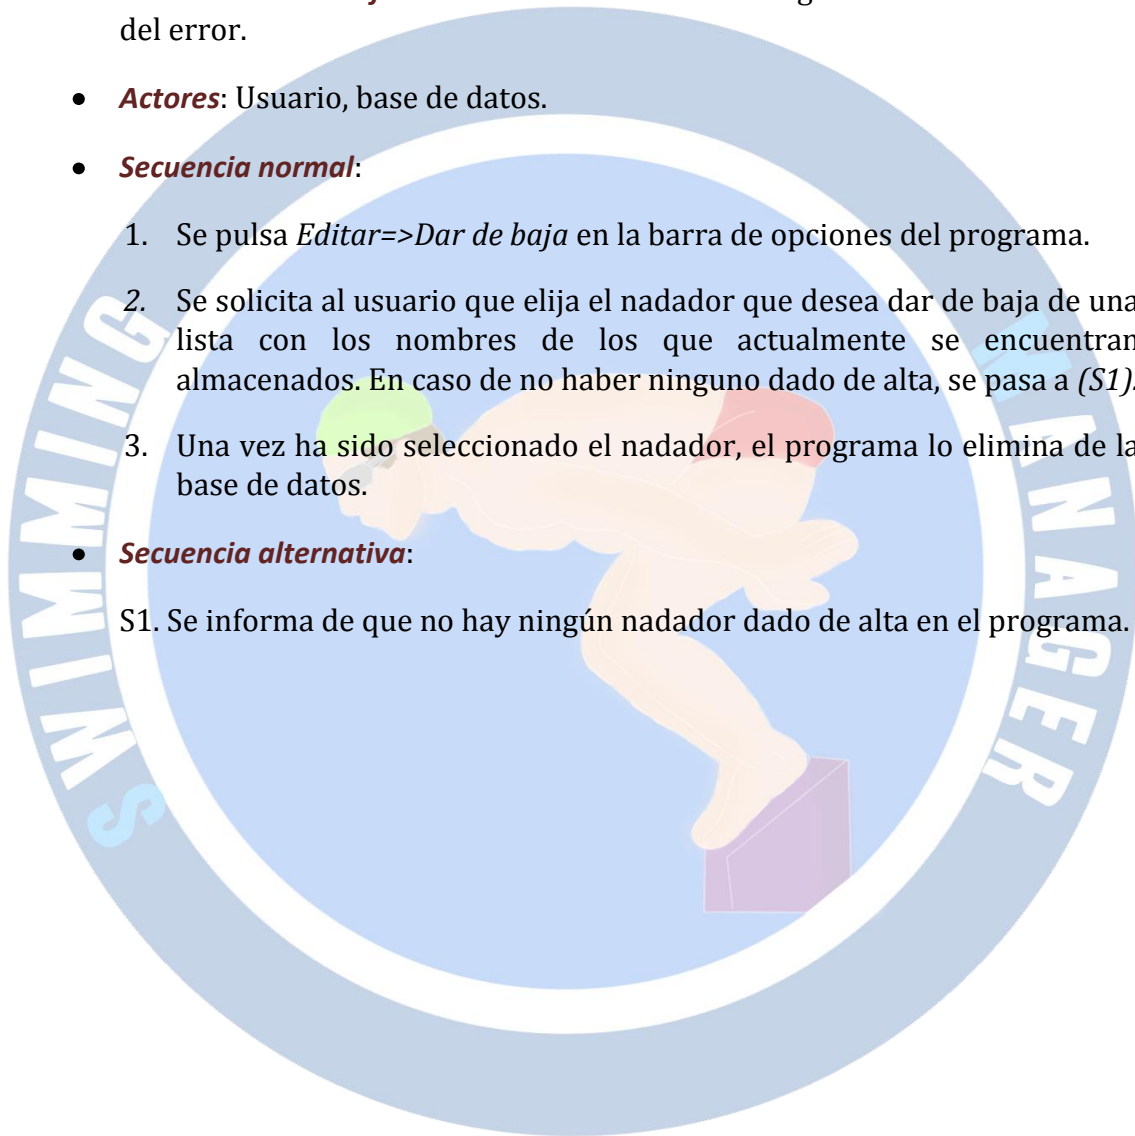 del error.
• Actores: Usuario, base de datos.
• Secuencia normal:
1. Se pulsa Editar=>Dar de baja en la barra de opciones del programa.
2. Se solicita al usuario que elija el nadador que desea dar de baja de una
lista con los nombres de los que actualmente se encuentran
almacenados. En caso de no haber ninguno dado de alta, se pasa a (S1).
3. Una vez ha sido seleccionado el nadador, el programa lo elimina de la
base de datos.
• Secuencia alternativa:
S1. Se informa de que no hay ningún nadador dado de alta en el programa.
SWIMMING
MANAGER